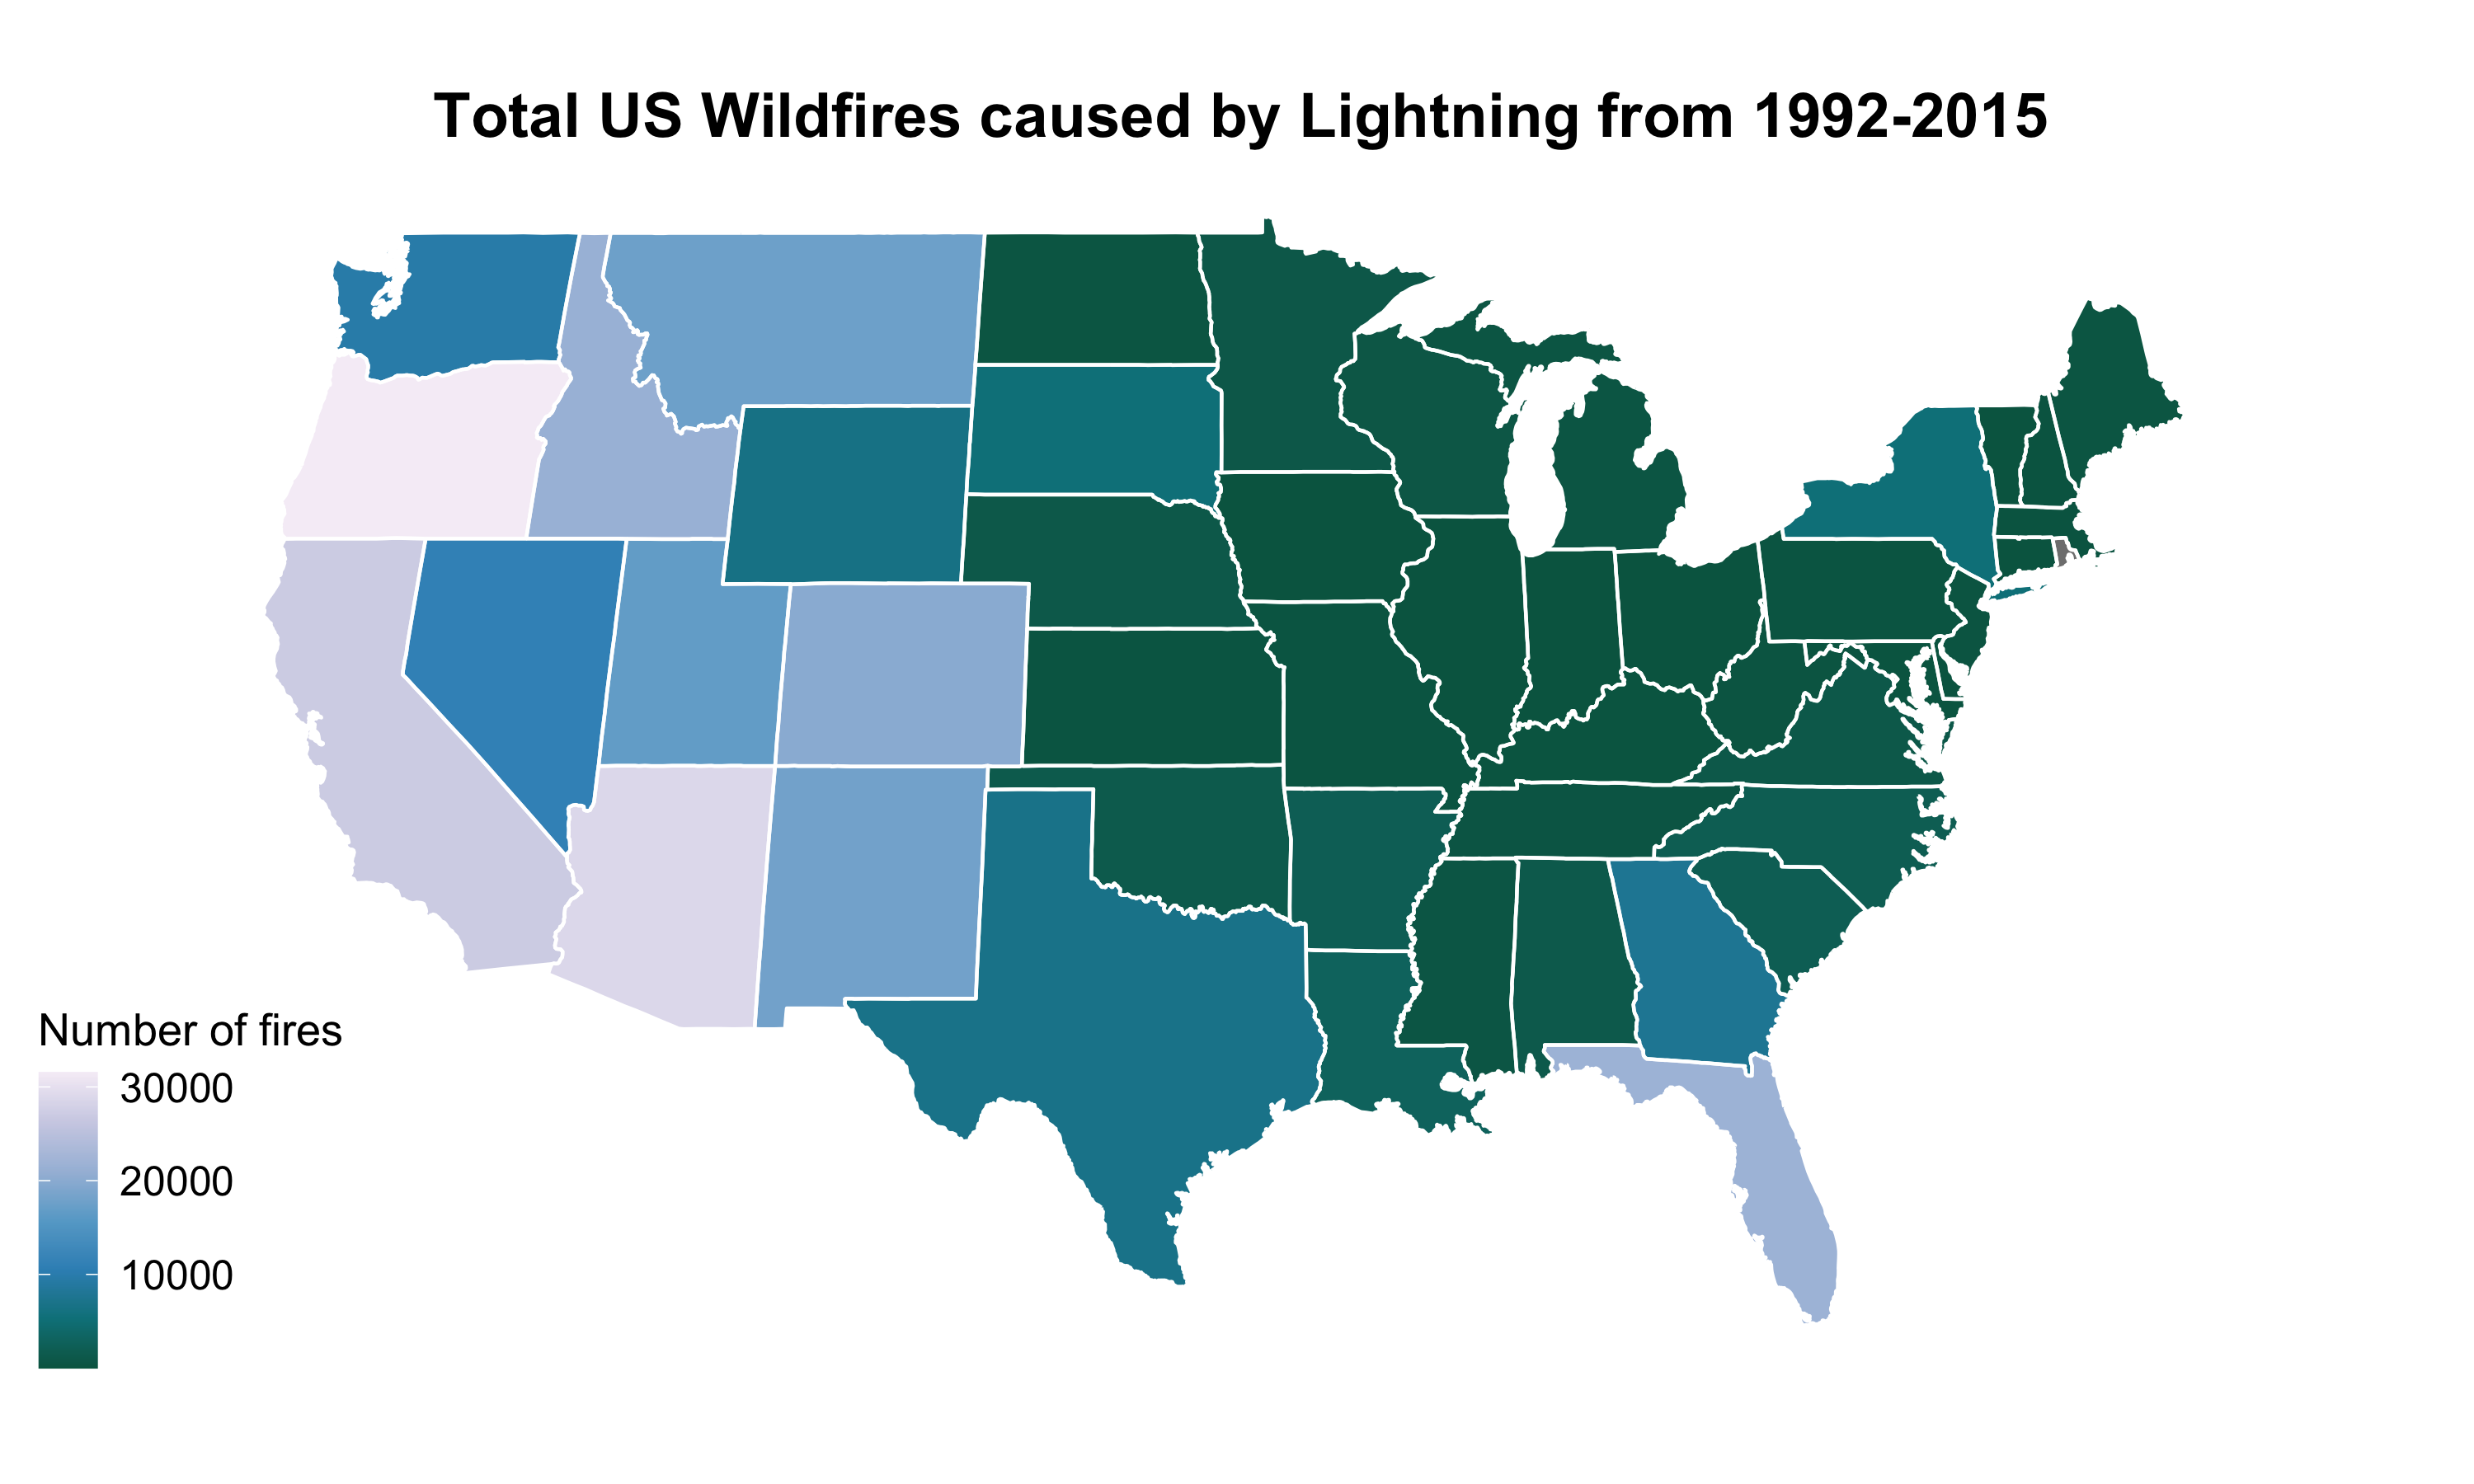 Total US Wildfires caused by Lightning from 1992-2015
Number of fires
30000
20000
10000